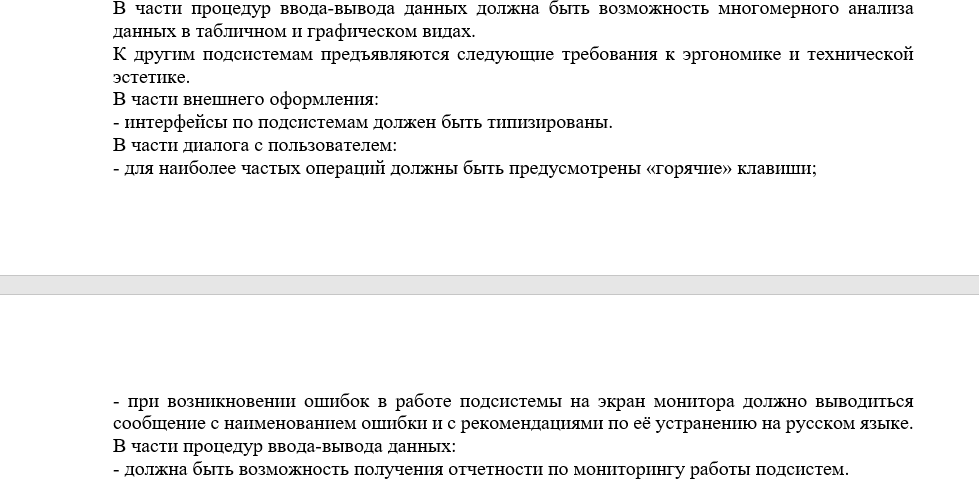 В части процедур ввода-вывода данных должна быть возможность многомерного анализа
данных в табличном и графическом видах.
К другим подсистемам предъявляются следующие требования к эргономике и технической
эстетике.
В части внешнего оформления:
- интерфейсы по подсистемам должен быть типизированы.
В части диалога с пользователем:
- для наиболее частых операций должны быть предусмотрены «горячие» клавиши;
- при возникновении ошибок в работе подсистемы на экран монитора должно выводиться
сообщение с наименованием ошибки и с рекомендациями по её устранению на русском языке.
В части процедур ввода-вывода данных:
- должна быть возможность получения отчетности по мониторингу работы подсистем.